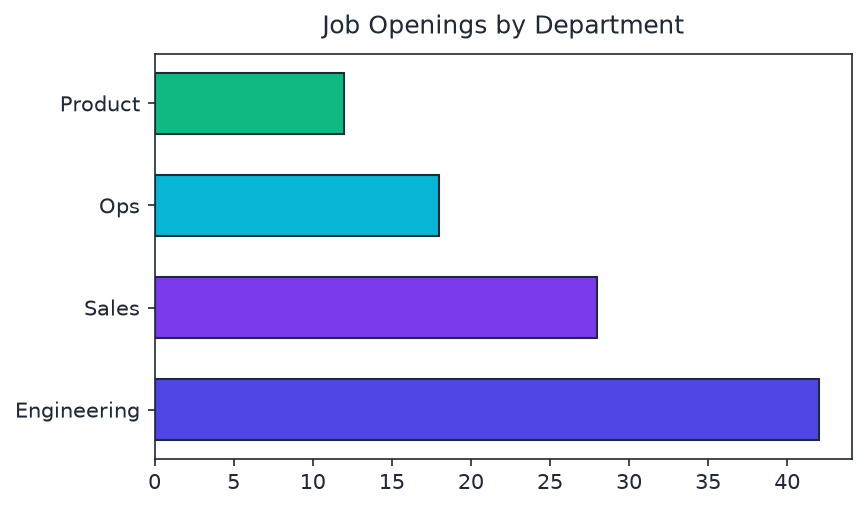 Job Openings by Department
Product
Ops
Sales
Engineering
0 5 10 15 20 25 30 35 40